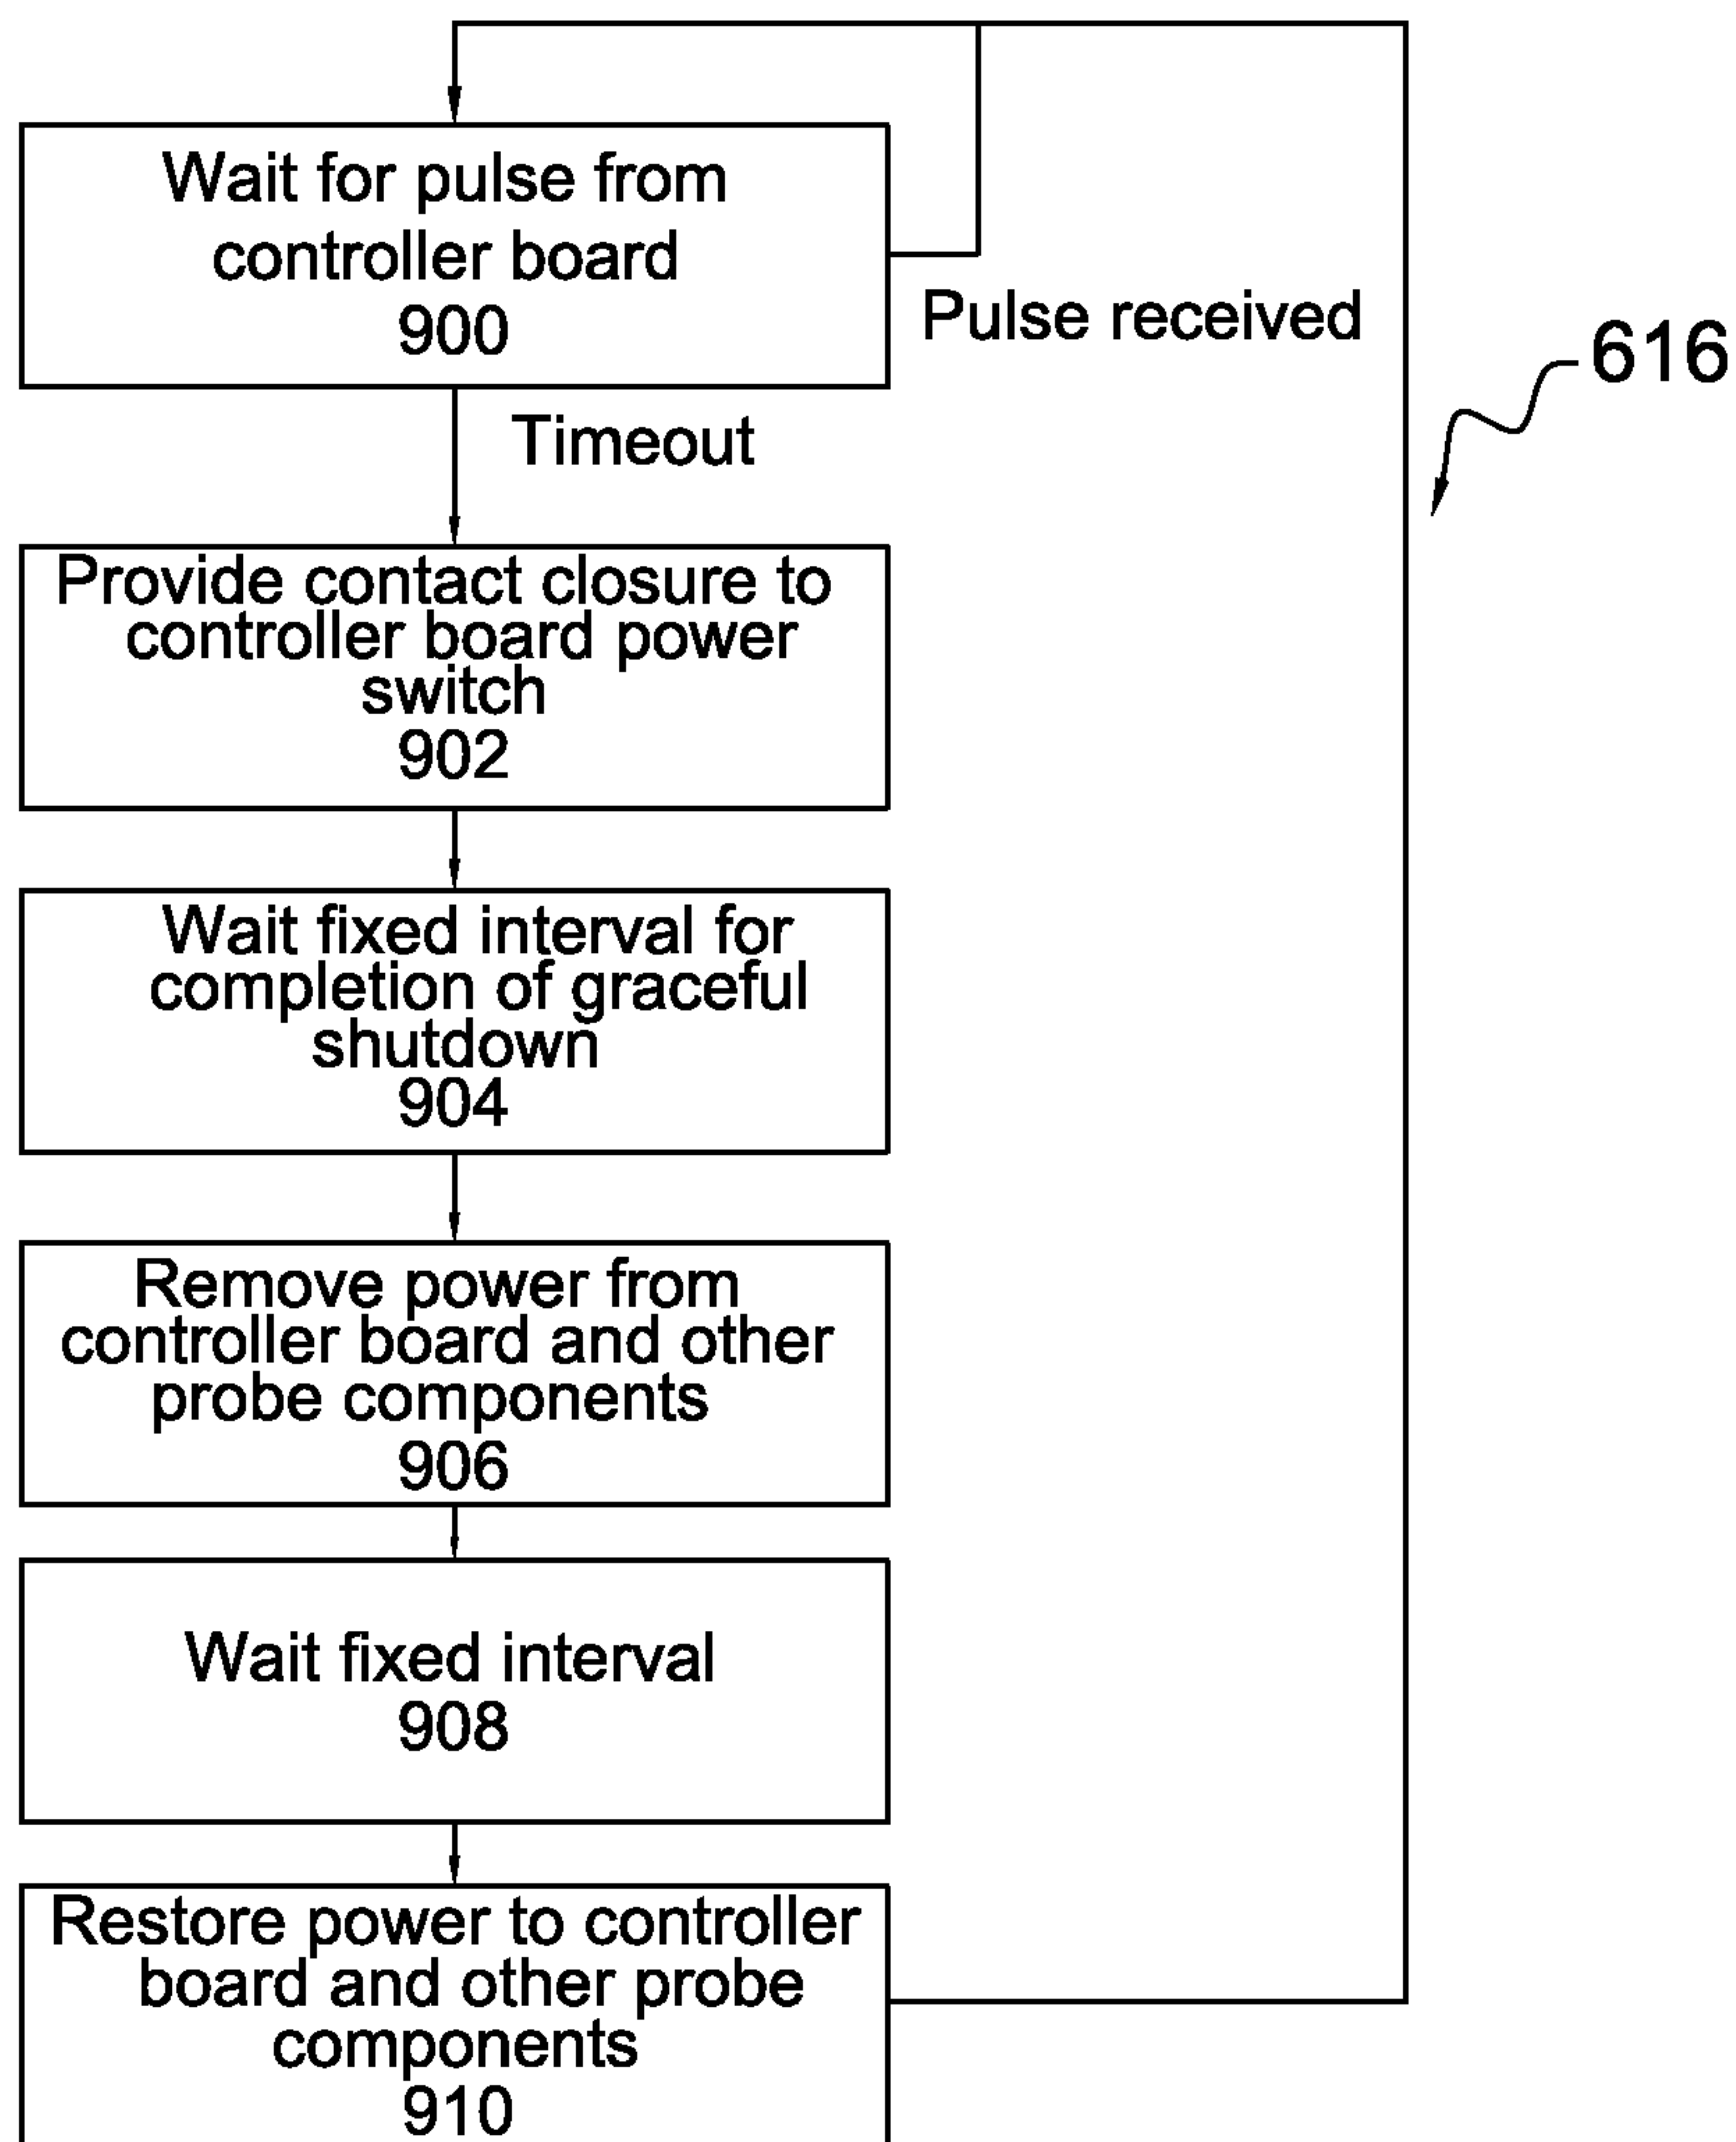 Wait for pulse from
controller board
900
Pulse received
616
Timeout
Provide contact closure to
controller board power
switch
902
Wait fixed interval for
completion of graceful
shutdown
904
Remove power from
controller board and other
probe components
906
Wait fixed interval
908
Restore power to controller
board and other probe
components
910